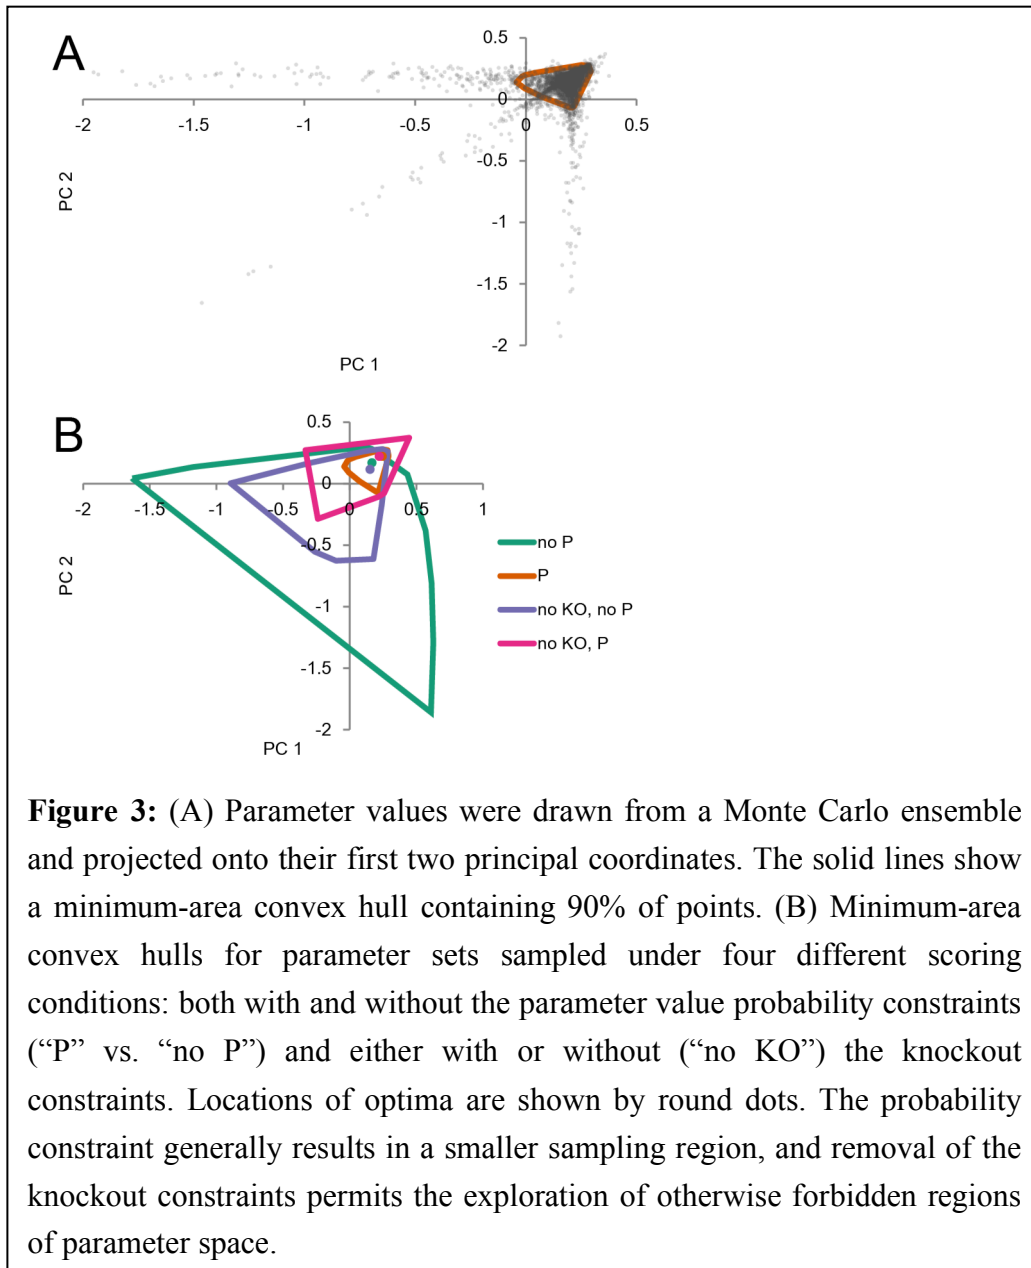 A
0.5
0
-2
-1.5
-1
-0.5
0
0.5
-0.5
PC 2
-1
-1.5
-2
PC 1
B
0.5
0
-2
-1.5
-1
-0.5
0
0.5
1
-0.5
no P
PC 2
P
-1
no KO, no P
no KO, P
-1.5
-2
PC 1
Figure 3: (A) Parameter values were drawn from a Monte Carlo ensemble
and projected onto their first two principal coordinates. The solid lines show
a minimum-area convex hull containing 90% of points. (B) Minimum-area
convex hulls for parameter sets sampled under four different scoring
conditions: both with and without the parameter value probability constraints
(“P” vs. “no P”) and either with or without (“no KO”) the knockout
constraints. Locations of optima are shown by round dots. The probability
constraint generally results in a smaller sampling region, and removal of the
knockout constraints permits the exploration of otherwise forbidden regions
of parameter space.